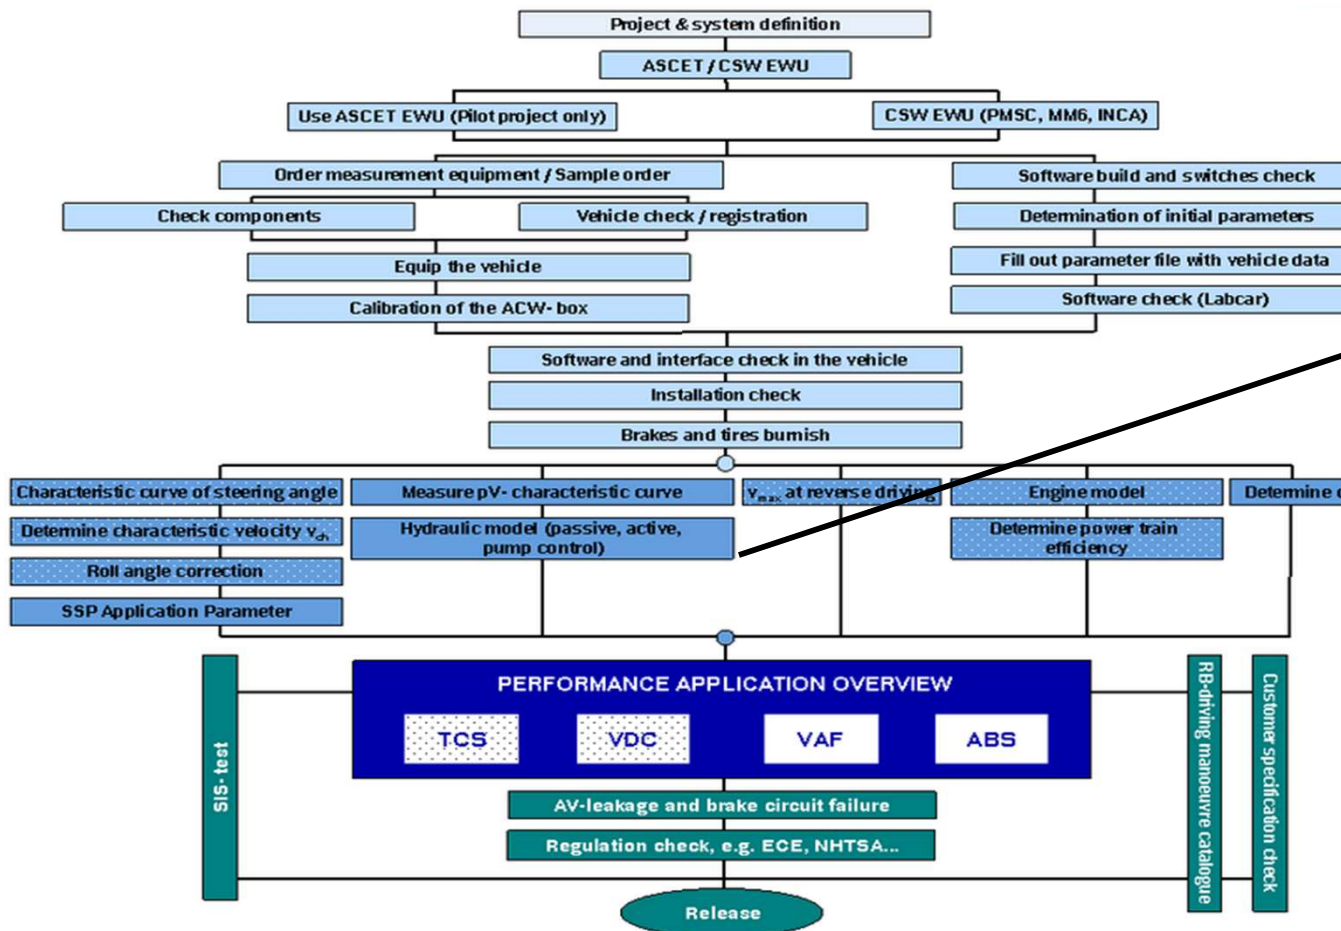 Project & system definition
ASCET / CSW EWU
Use ASCET EWU (Pilot project only)
CSW EWU (PMSC, MM6, INCA)
Order measurement equipment / Sample order
Software build and switches check
Check components
Vehicle check / registration
Determination of initial parameters
Equip the vehicle
Fill out parameter file with vehicle data
Calibration of the ACW- box
Software check (Labcar)
Software and interface check in the vehicle
Installation check
Brakes and tires burnish
Characteristic curve of steering angle
Measure pV- characteristic curve
vmax at reverse driving
Engine model
Determine
Determine characteristic velocity vch
Hydraulic model (passive, active,
pump control)
Determine power train
efficiency
Roll angle correction
SSP Application Parameter
SIS- test
PERFORMANCE APPLICATION OVERVIEW
TCS
VDC
VAF
ABS
RB-driving manoeuvre catalogue
Customer specification check
AV-leakage and brake circuit failure
Regulation check, e.g. ECE, NHTSA...
Release